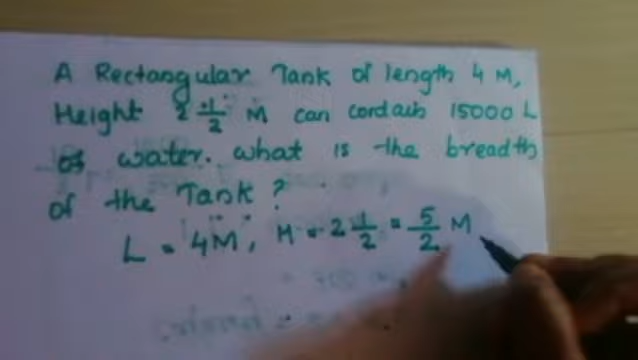 A Rectangular Tank of length 4 M,
Height 2 1/2 M can contain 15000 L
of water. what is the breadth
of the Tank?
L = 4M, H = 2 1/2 = 5/2 M